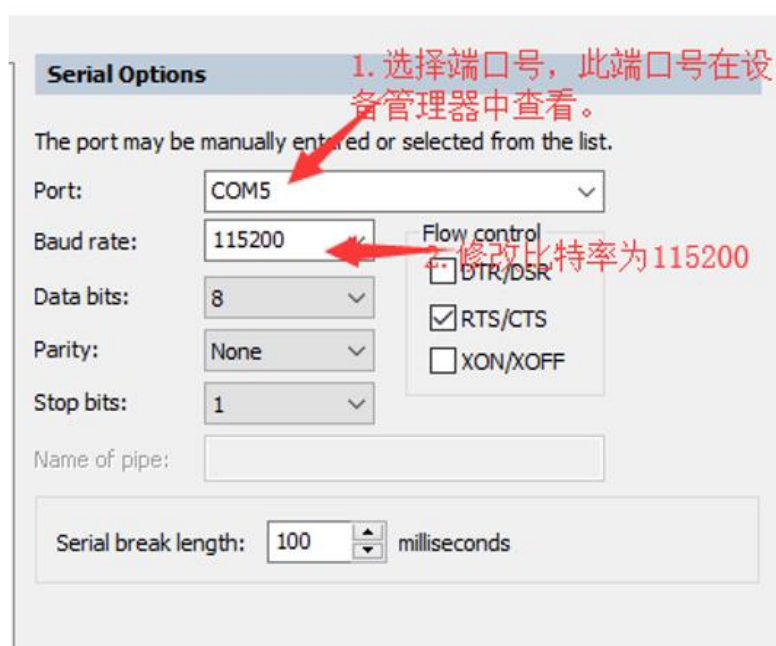 Serial Options
1.选择端口号，此端口号在设
备管理器中查看。
The port may be manually entered or selected from the list.
Port:
COM5
Baud rate:
115200
Flow control
2.修改比特率为115200
DTR/DSR
Data bits:
8
RTS/CTS
Parity:
None
XON/XOFF
Stop bits:
1
Name of pipe:
Serial break length:
100
milliseconds